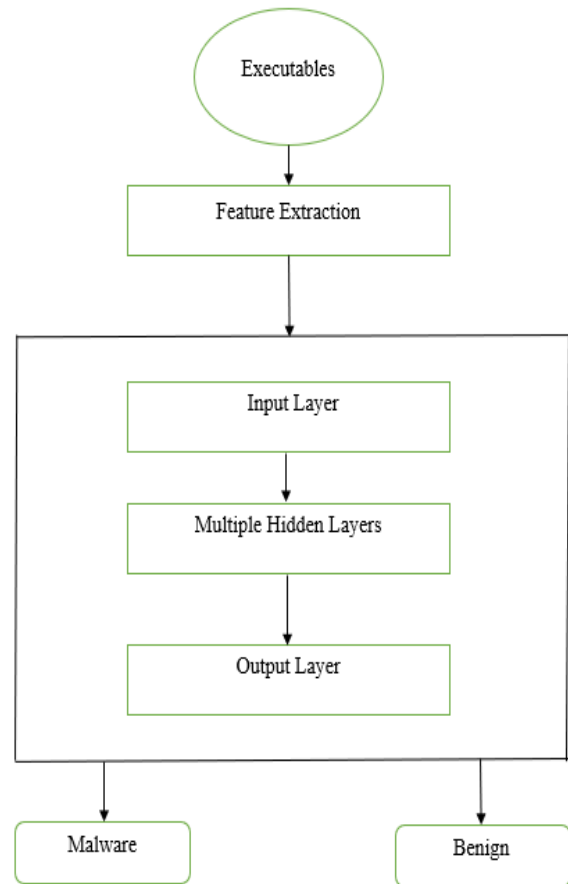 Executables
Feature Extraction
Input Layer
Multiple Hidden Layers
Output Layer
Malware
Benign